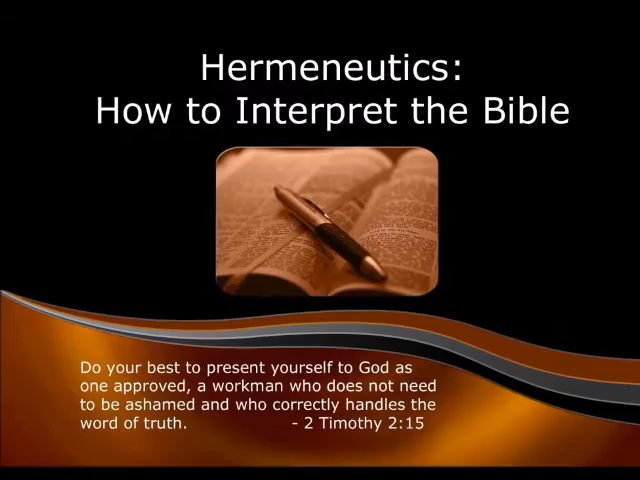 Hermeneutics:
How to Interpret the Bible
Do your best to present yourself to God as
one approved, a workman who does not need
to be ashamed and who correctly handles the
word of truth. - 2 Timothy 2:15